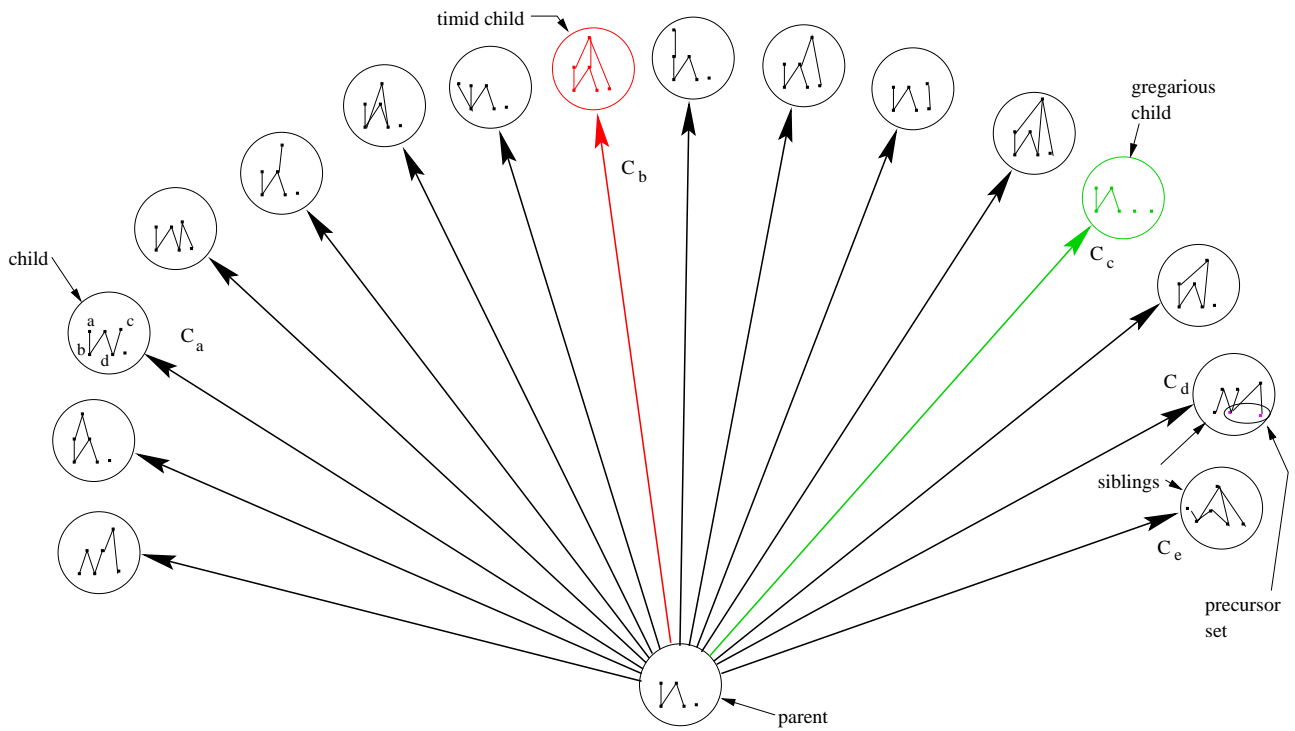 timid child
gregarious
child
C b
C c
child
a
c
b
d
C a
C d
siblings
C e
precursor
set
parent